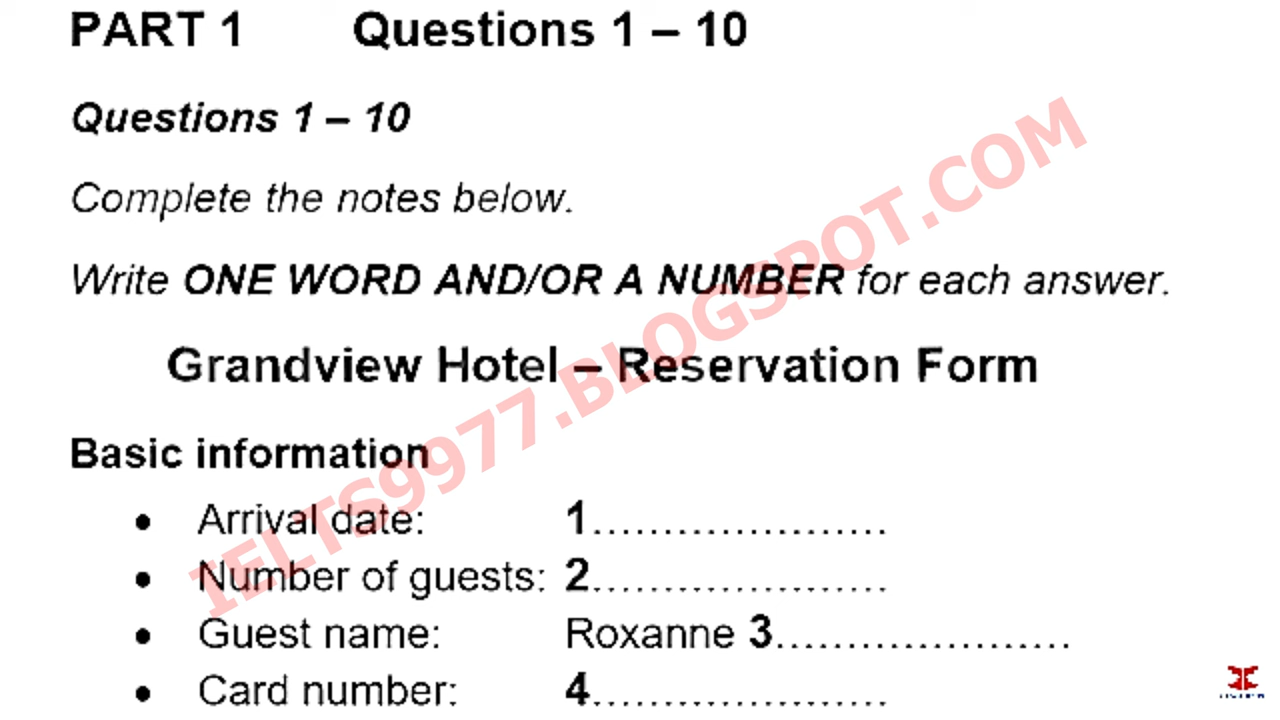 PART 1 Questions 1 – 10
Questions 1 – 10
Complete the notes below.
Write ONE WORD AND/OR A NUMBER for each answer.
Grandview Hotel – Reservation Form
Basic information
• Arrival date: 1.....................
• Number of guests: 2.....................
• Guest name: Roxanne 3.....................
• Card number: 4.....................
IELTS9977.BLOGSPOT.COM